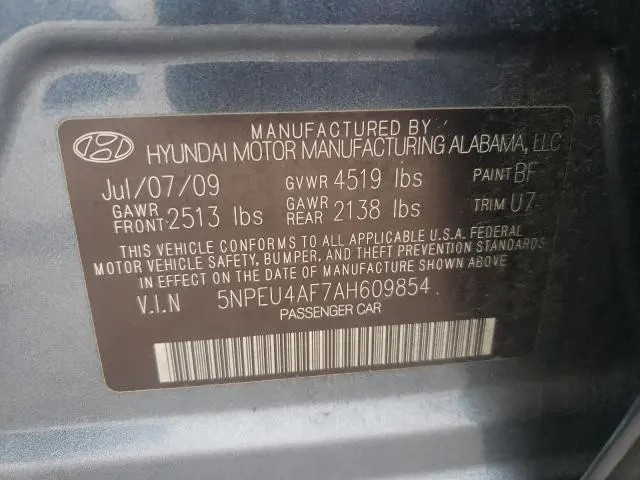 MANUFACTURED BY
HYUNDAI MOTOR MANUFACTURING ALABAMA, LLC
Jul/07/09 GVWR 4519 lbs PAINT BF
GAWR FRONT 2513 lbs GAWR REAR 2138 lbs TRIM U7
THIS VEHICLE CONFORMS TO ALL APPLICABLE U.S.A. FEDERAL
MOTOR VEHICLE SAFETY, BUMPER, AND THEFT PREVENTION STANDARDS
IN EFFECT ON THE DATE OF MANUFACTURE SHOWN ABOVE
V.I.N 5NPEU4AF7AH609854
PASSENGER CAR